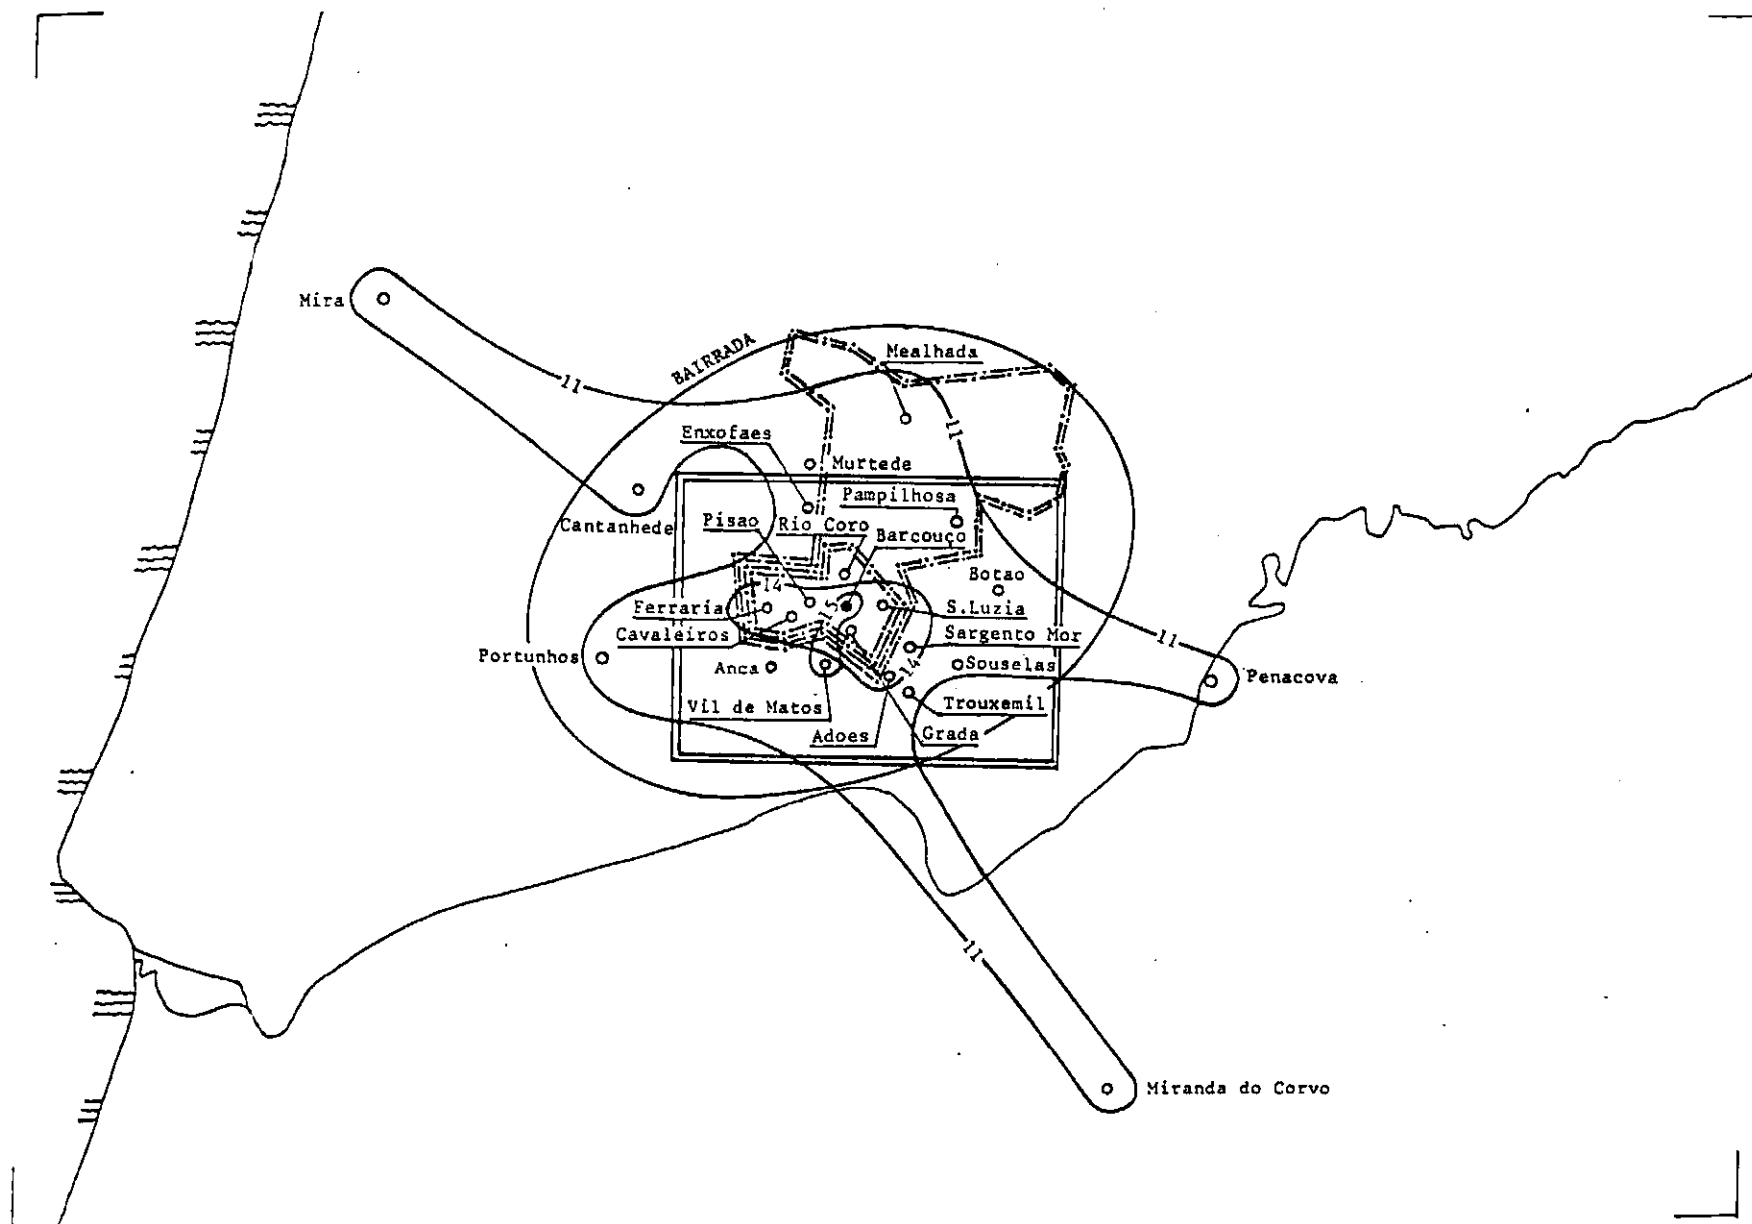 Mira
BAIRRADA
Mealhada
11
11
Enxofaes
Murtede
Pampilhosa
Cantanhede
Pisao
Rio Coro
Barcouço
Botao
14
15
Ferraria
S.Luzia
Cavaleiros
Sargento Mor
11
Portunhos
Anca
14
Souselas
Penacova
Vil de Matos
Trouxemil
Adoes
Grada
11
Miranda do Corvo